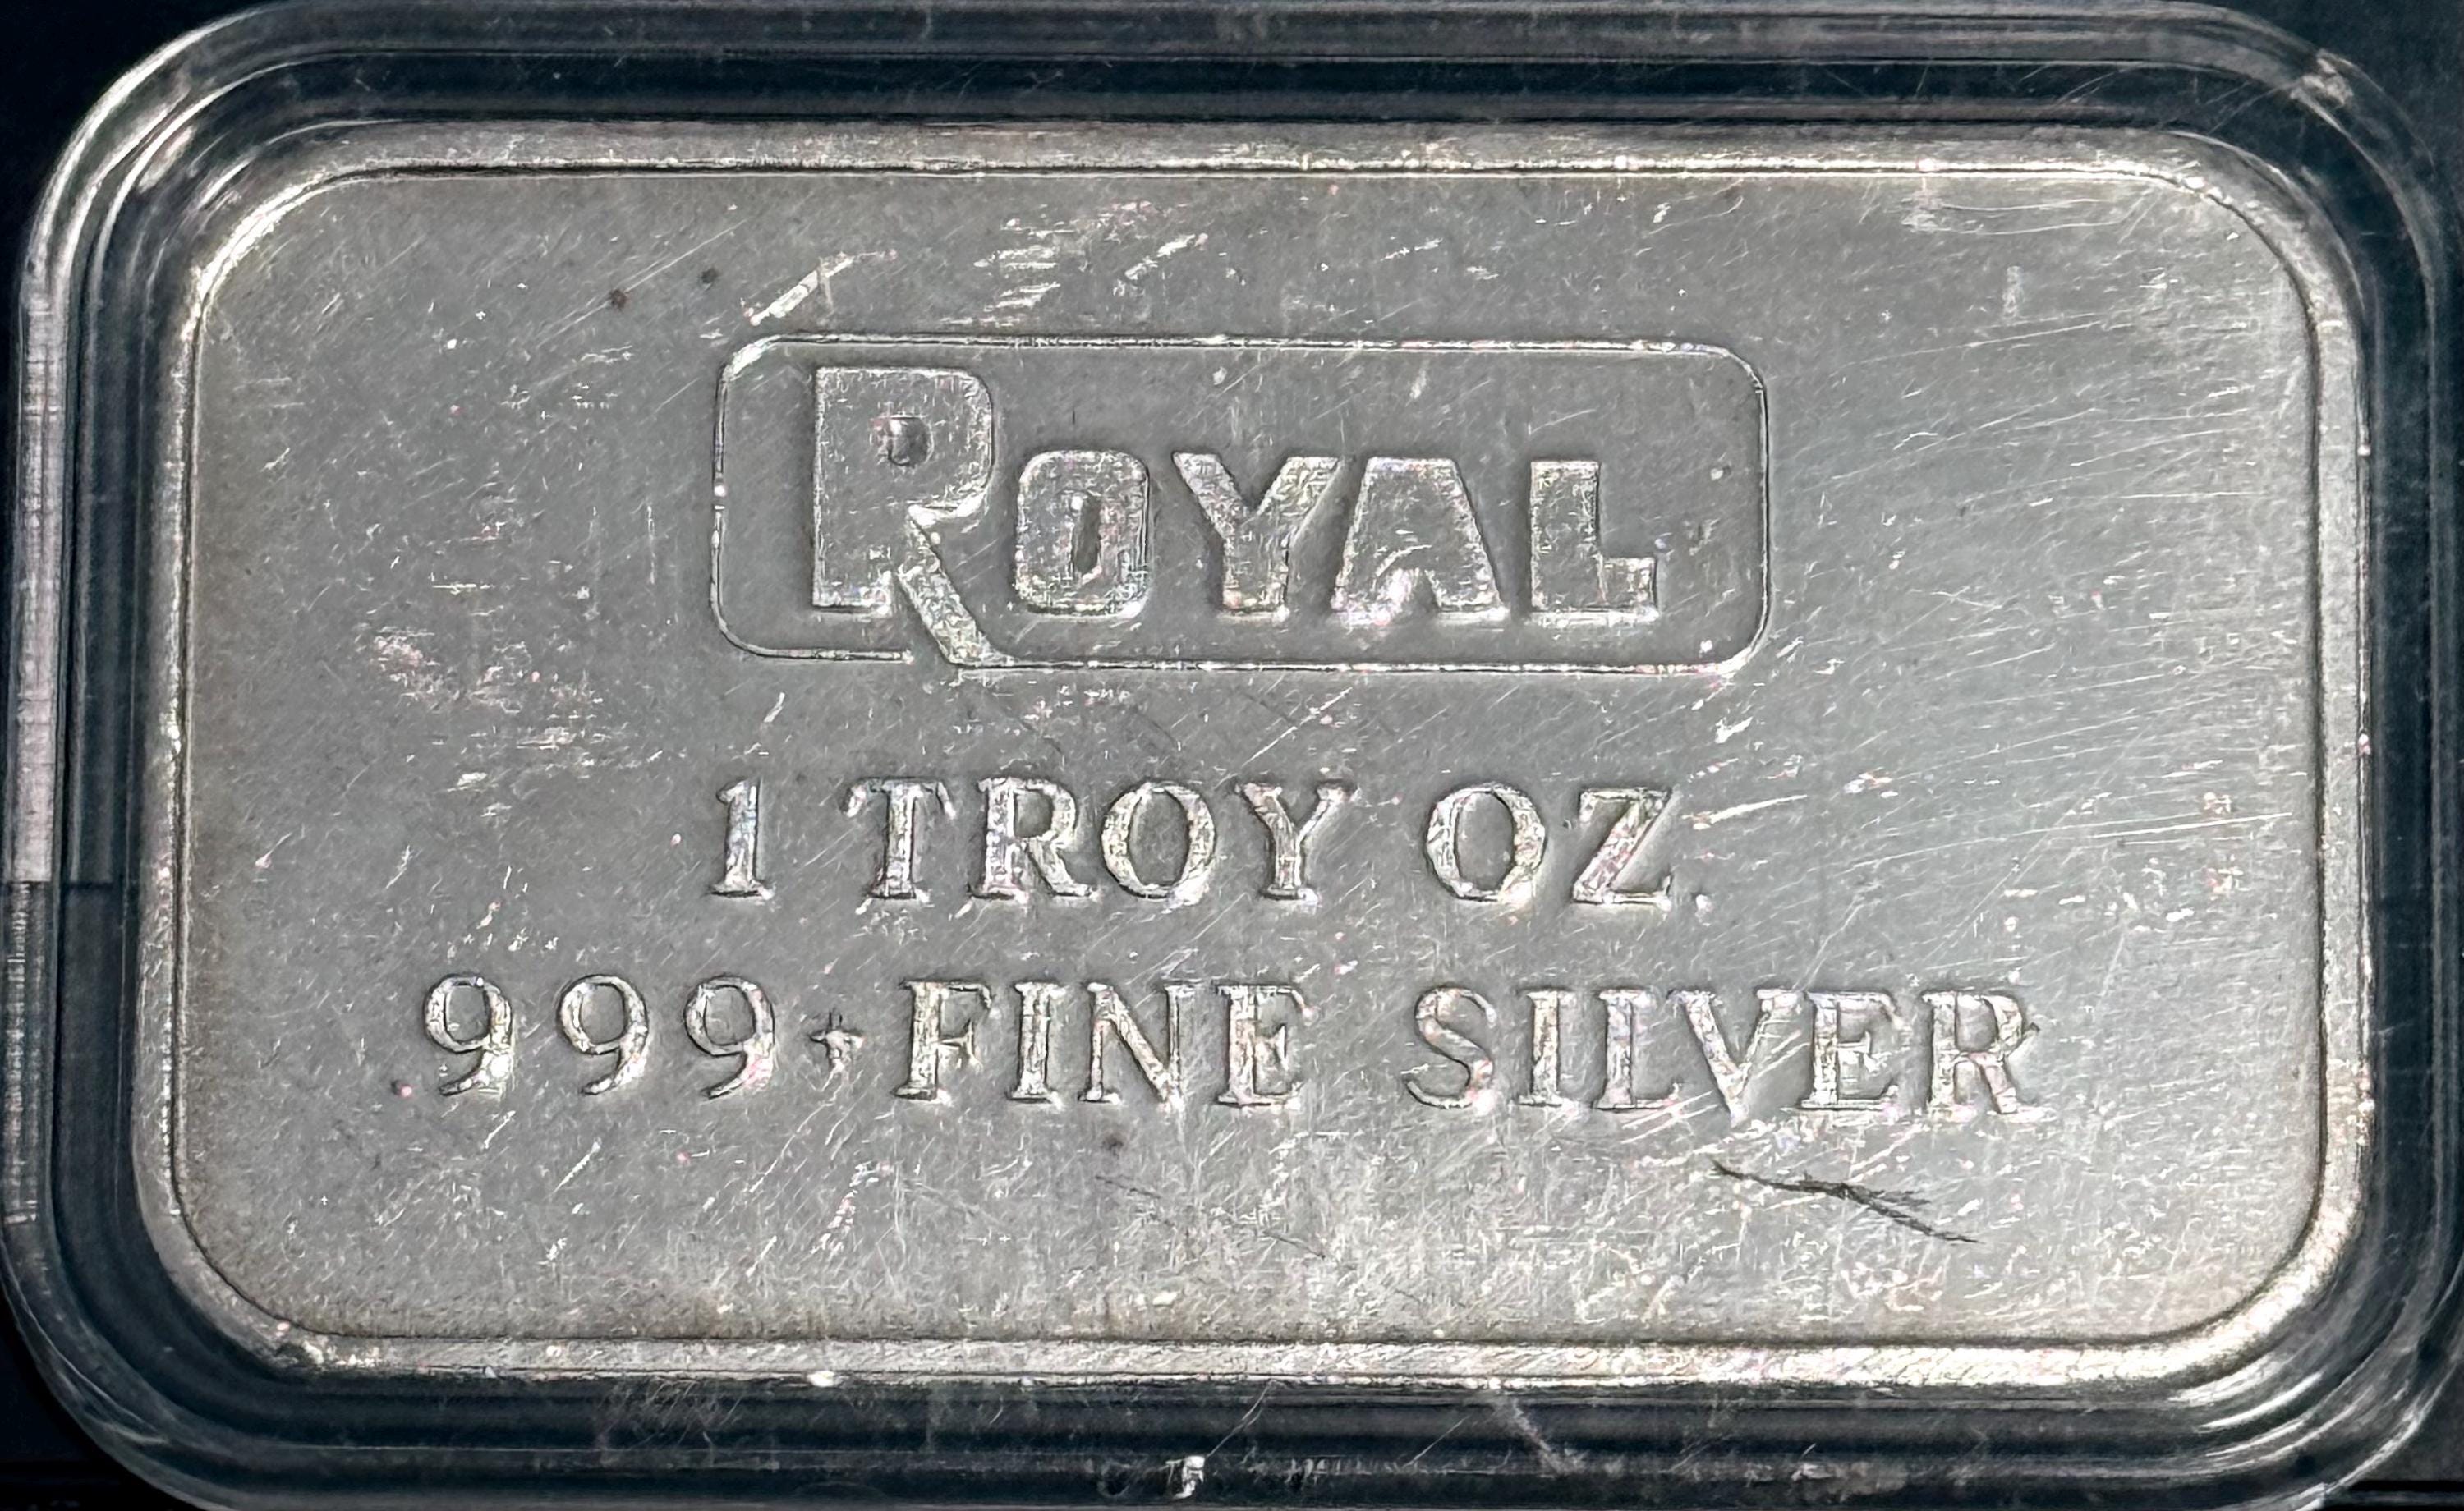 ROYAL
1 TROY OZ.
999+ FINE SILVER